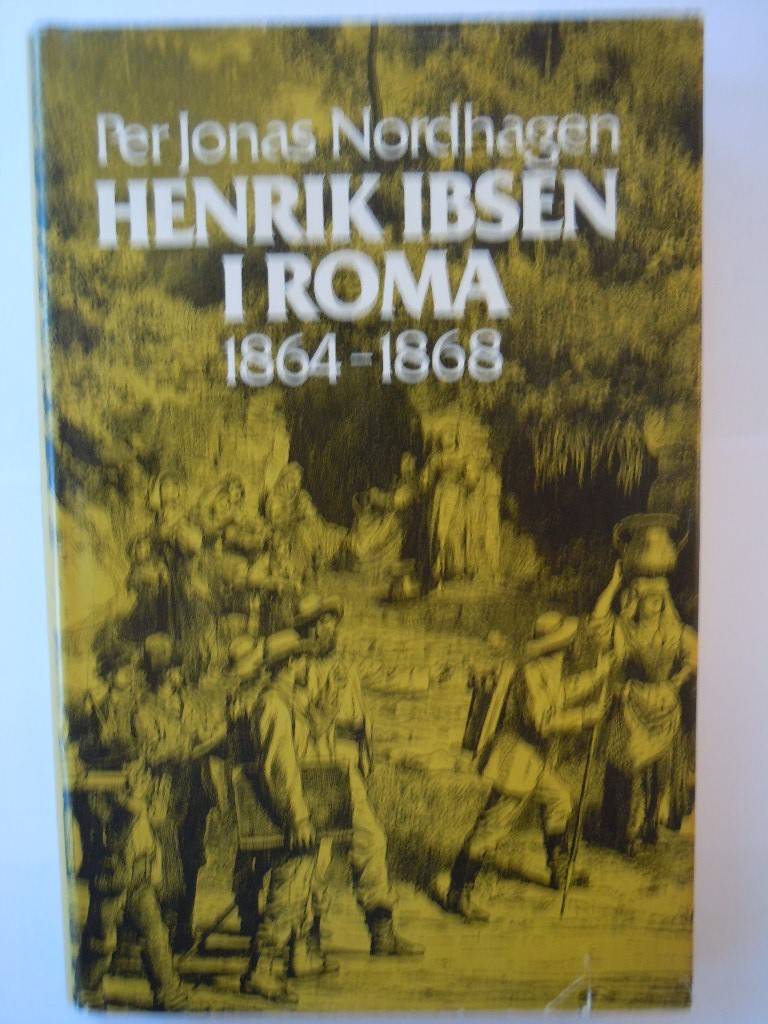 Per Jonas Nordhagen
HENRIK IBSEN
I ROMA
1864-1868